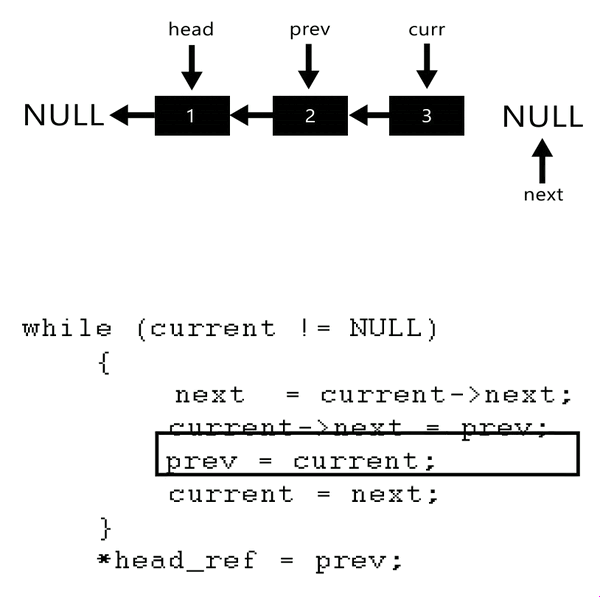 head prev curr
NULL 1 2 3 NULL
next
while (current != NULL)
{
next = current->next;
current->next = prev;
prev = current;
current = next;
}
*head_ref = prev;